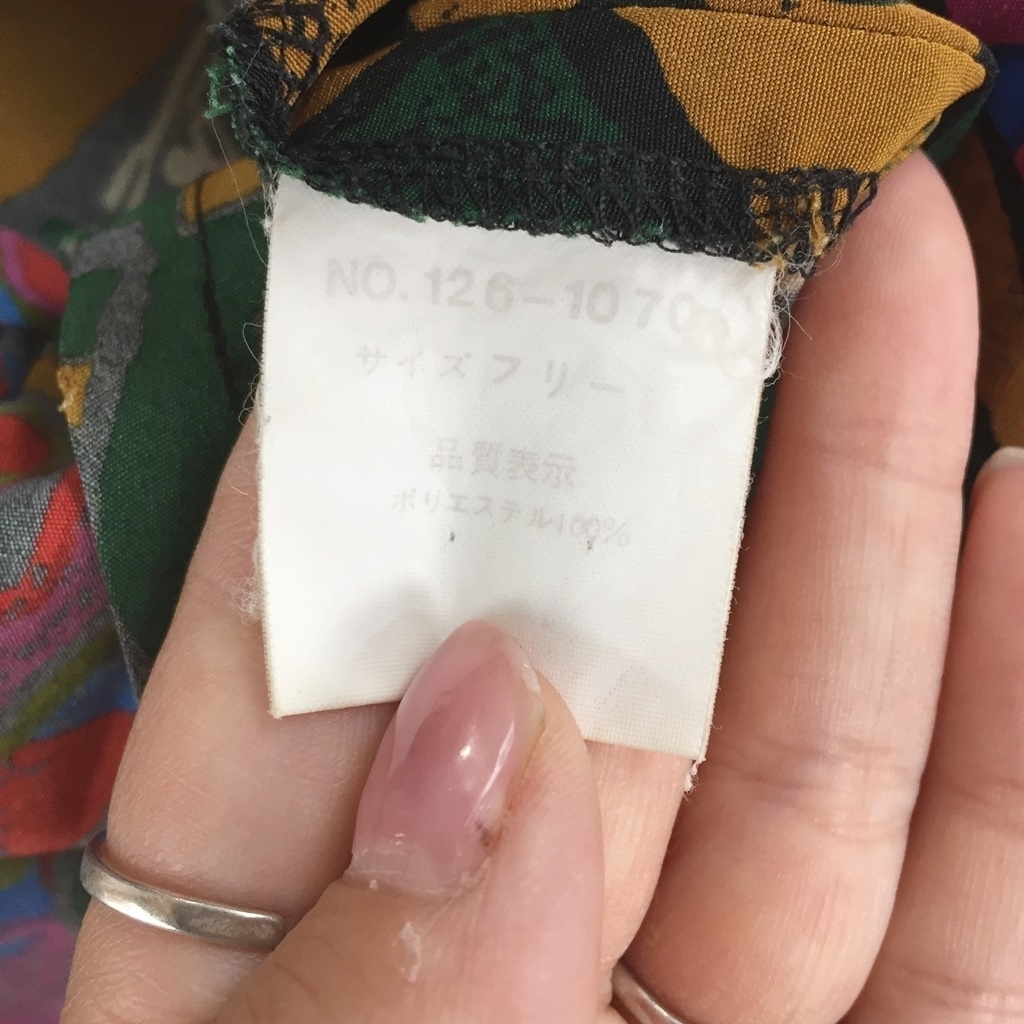 NO. 126-1070
サイズフリー
品質表示
ポリエステル100%